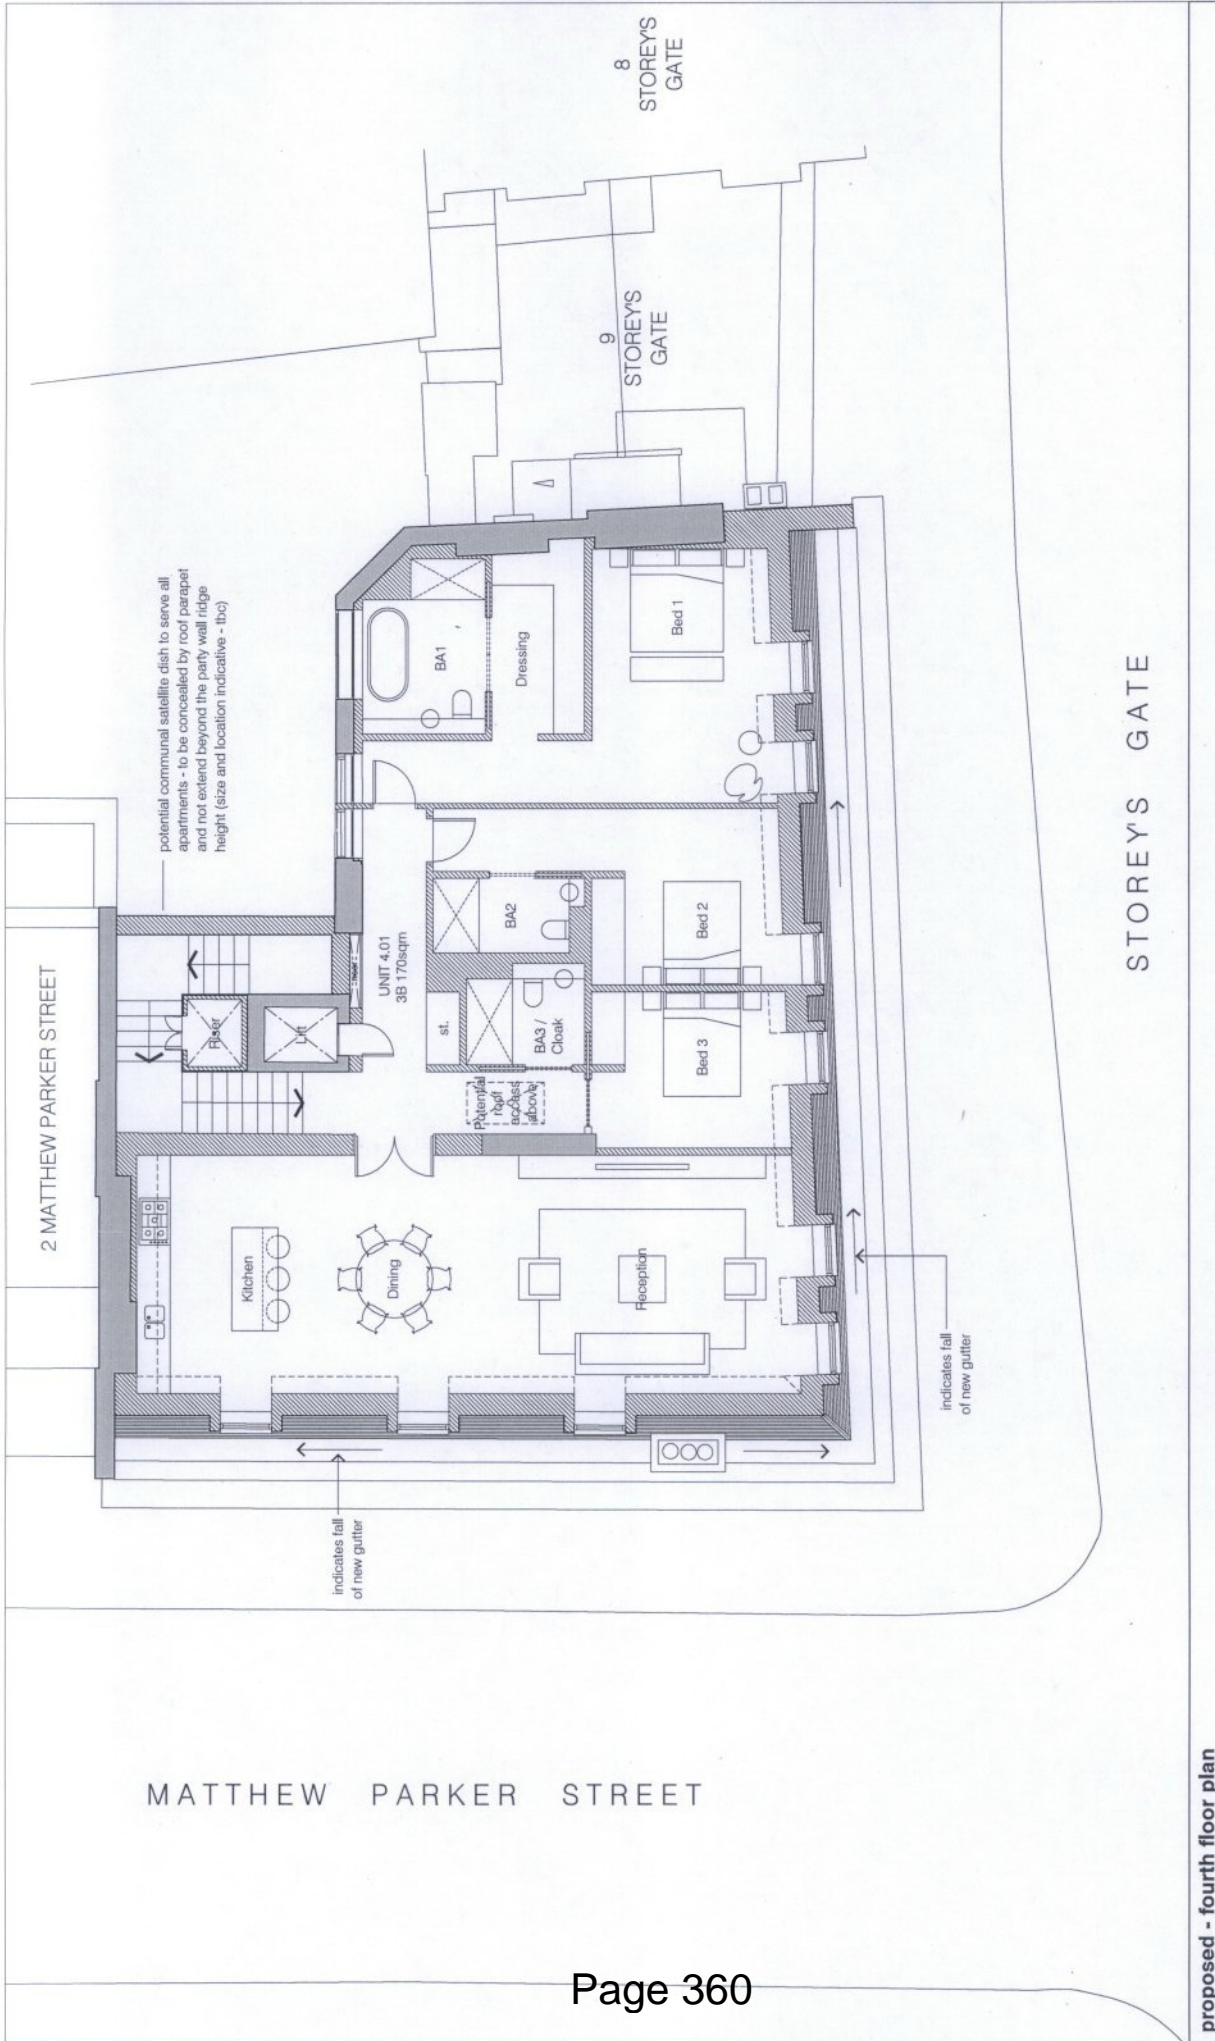 8
STOREY'S
GATE
9
STOREY'S
GATE
potential communal satellite dish to serve all
apartments - to be concealed by roof parapet
and not extend beyond the party wall ridge
height (size and location indicative - tbc)
2 MATTHEW PARKER STREET
BA1
Dressing
Bed 1
UNIT 4.01
3B 170sqm
BA2
Bed 2
Riser
Lift
st.
BA3 /
Cloak
Bed 3
Potential
roof
access
above
Kitchen
Dining
Reception
indicates fall
of new gutter
indicates fall
of new gutter
STOREY'S GATE
MATTHEW PARKER STREET
proposed - fourth floor plan
Page 360